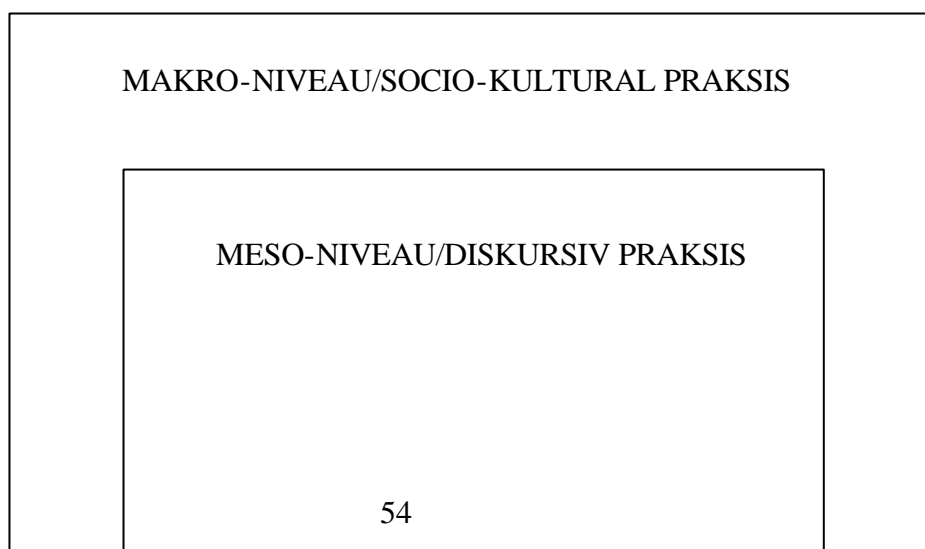 MAKRO-NIVEAU/SOCIO-KULTURAL PRAKSIS
MESO-NIVEAU/DISKURSIV PRAKSIS
54